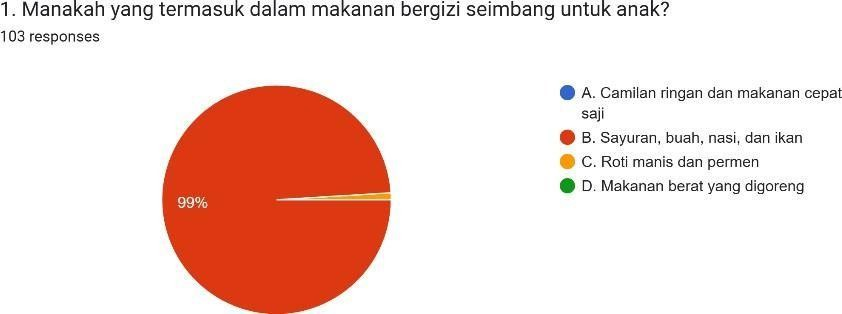 1. Manakah yang termasuk dalam makanan bergizi seimbang untuk anak?
103 responses
99%
A. Camilan ringan dan makanan cepat
saji
B. Sayuran, buah, nasi, dan ikan
C. Roti manis dan permen
D. Makanan berat yang digoreng